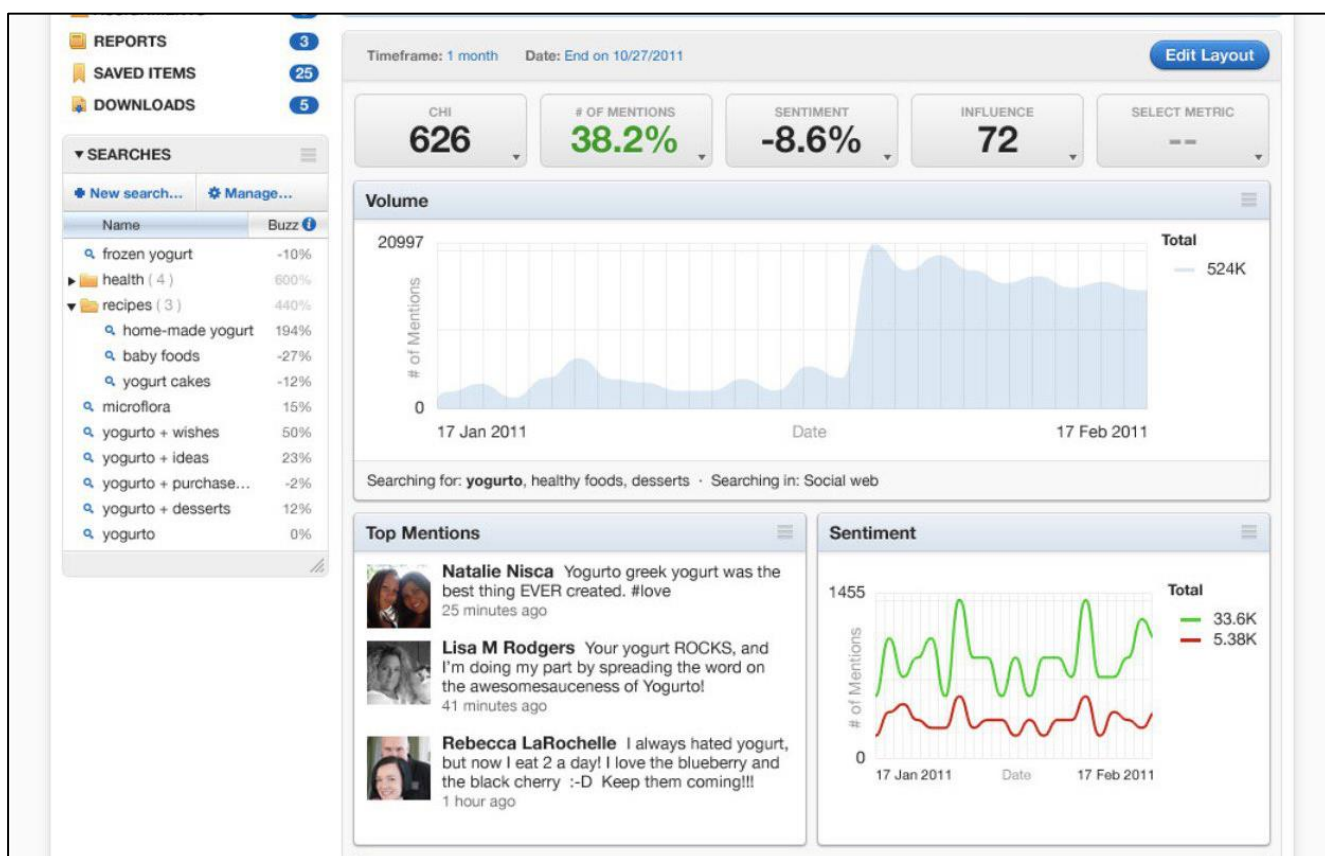 REPORTS 3
SAVED ITEMS 25
DOWNLOADS 5
SEARCHES
New search... Manage...
Name Buzz
frozen yogurt -10%
health ( 4 ) 600%
recipes ( 3 ) 440%
home-made yogurt 194%
baby foods -27%
yogurt cakes -12%
microflora 15%
yogurto + wishes 50%
yogurto + ideas 23%
yogurto + purchase... -2%
yogurto + desserts 12%
yogurto 0%
Timeframe: 1 month Date: End on 10/27/2011 Edit Layout
CHI
626
# OF MENTIONS
38.2%
SENTIMENT
-8.6%
INFLUENCE
72
SELECT METRIC
--
Volume
20997
# of Mentions
0
17 Jan 2011 Date 17 Feb 2011
Total
524K
Searching for: yogurto, healthy foods, desserts · Searching in: Social web
Top Mentions
Natalie Nisca Yogurto greek yogurt was the
best thing EVER created. #love
25 minutes ago
Lisa M Rodgers Your yogurt ROCKS, and
I'm doing my part by spreading the word on
the awesomesauceness of Yogurto!
41 minutes ago
Rebecca LaRochelle I always hated yogurt,
but now I eat 2 a day! I love the blueberry and
the black cherry :-D Keep them coming!!!
1 hour ago
Sentiment
1455
# of Mentions
0
17 Jan 2011 Date 17 Feb 2011
Total
33.6K
5.38K